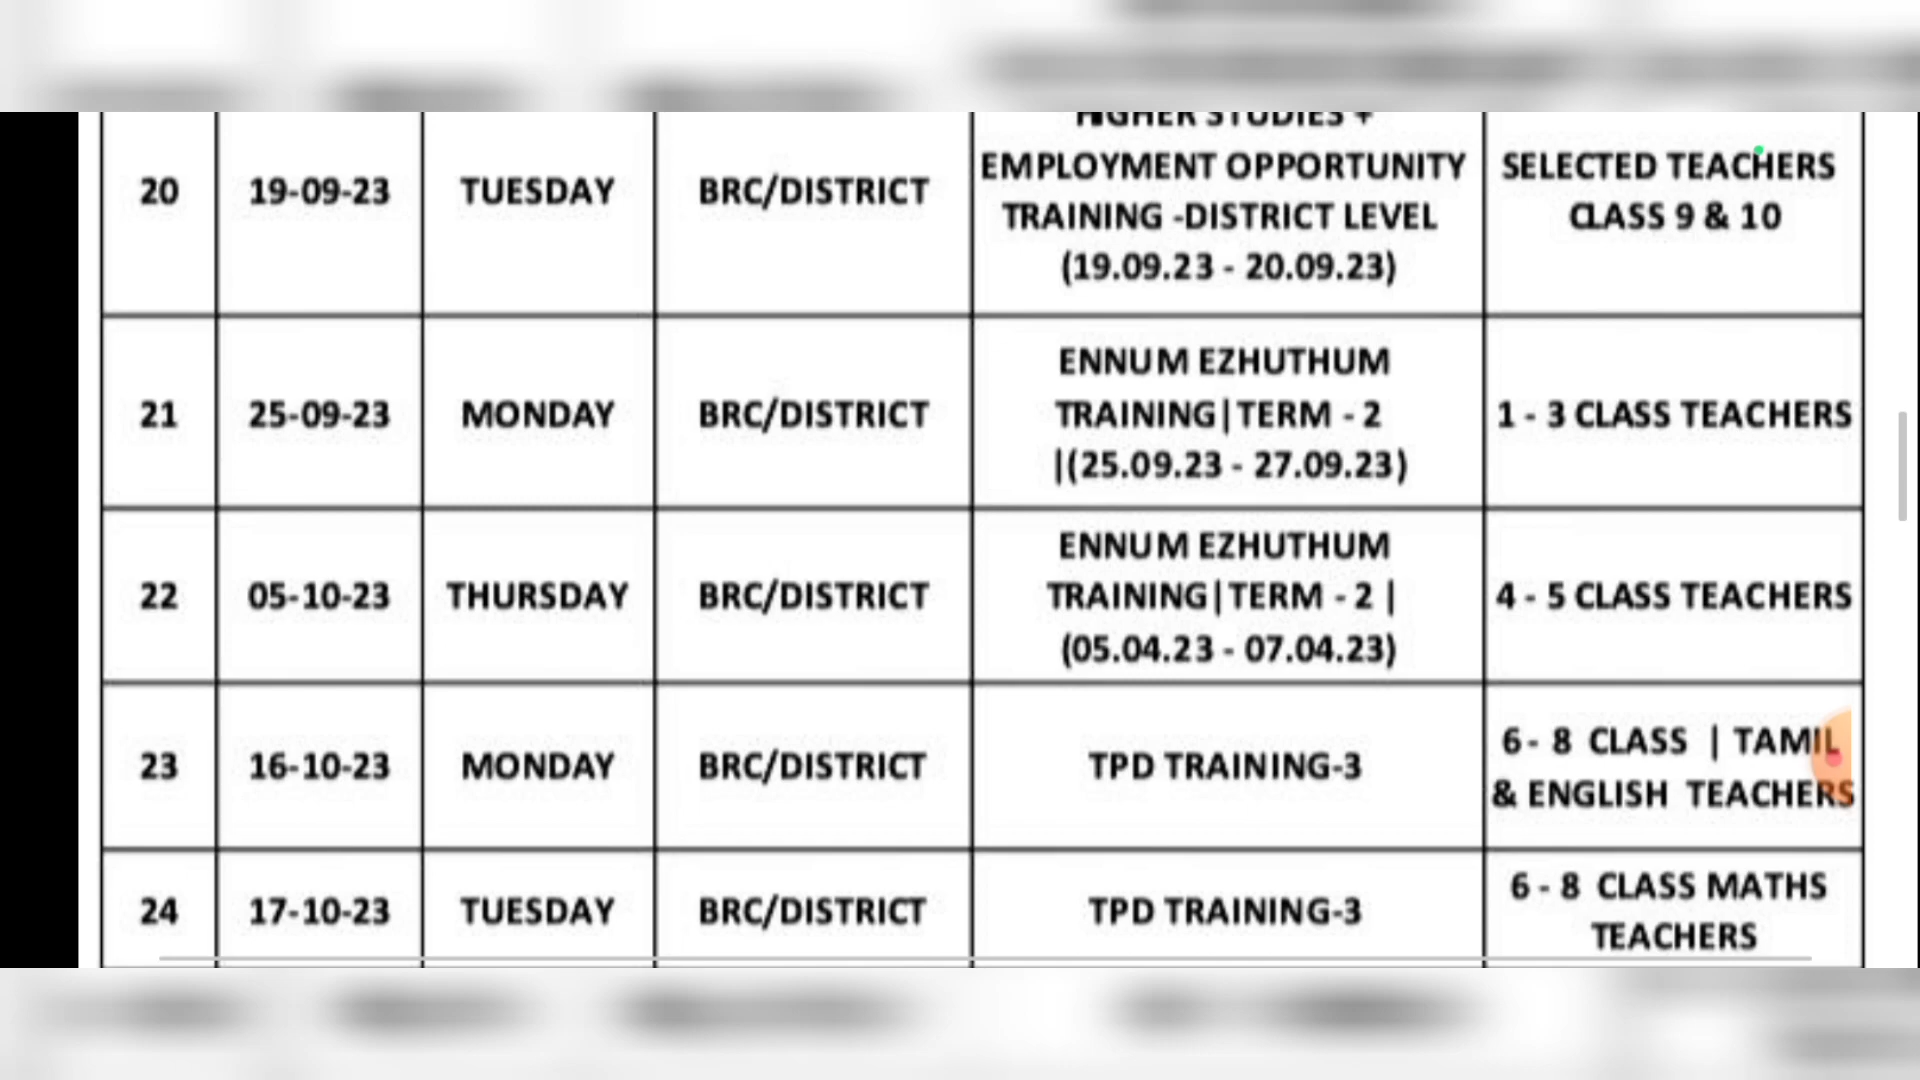 HIGHER STUDIES +
EMPLOYMENT OPPORTUNITY
TRAINING -DISTRICT LEVEL
(19.09.23 - 20.09.23)
20
19-09-23
TUESDAY
BRC/DISTRICT
SELECTED TEACHERS
CLASS 9 & 10
21
25-09-23
MONDAY
BRC/DISTRICT
ENNUM EZHUTHUM
TRAINING|TERM - 2
|(25.09.23 - 27.09.23)
1 - 3 CLASS TEACHERS
22
05-10-23
THURSDAY
BRC/DISTRICT
ENNUM EZHUTHUM
TRAINING|TERM - 2 |
(05.04.23 - 07.04.23)
4 - 5 CLASS TEACHERS
23
16-10-23
MONDAY
BRC/DISTRICT
TPD TRAINING-3
6 - 8 CLASS | TAMIL
& ENGLISH TEACHERS
24
17-10-23
TUESDAY
BRC/DISTRICT
TPD TRAINING-3
6 - 8 CLASS MATHS
TEACHERS